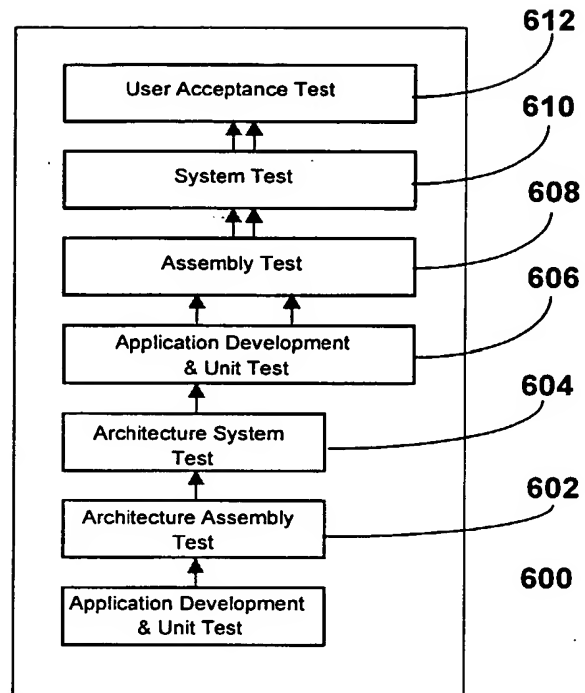 612
User Acceptance Test
610
System Test
608
Assembly Test
606
Application Development
& Unit Test
604
Architecture System
Test
602
Architecture Assembly
Test
600
Application Development
& Unit Test